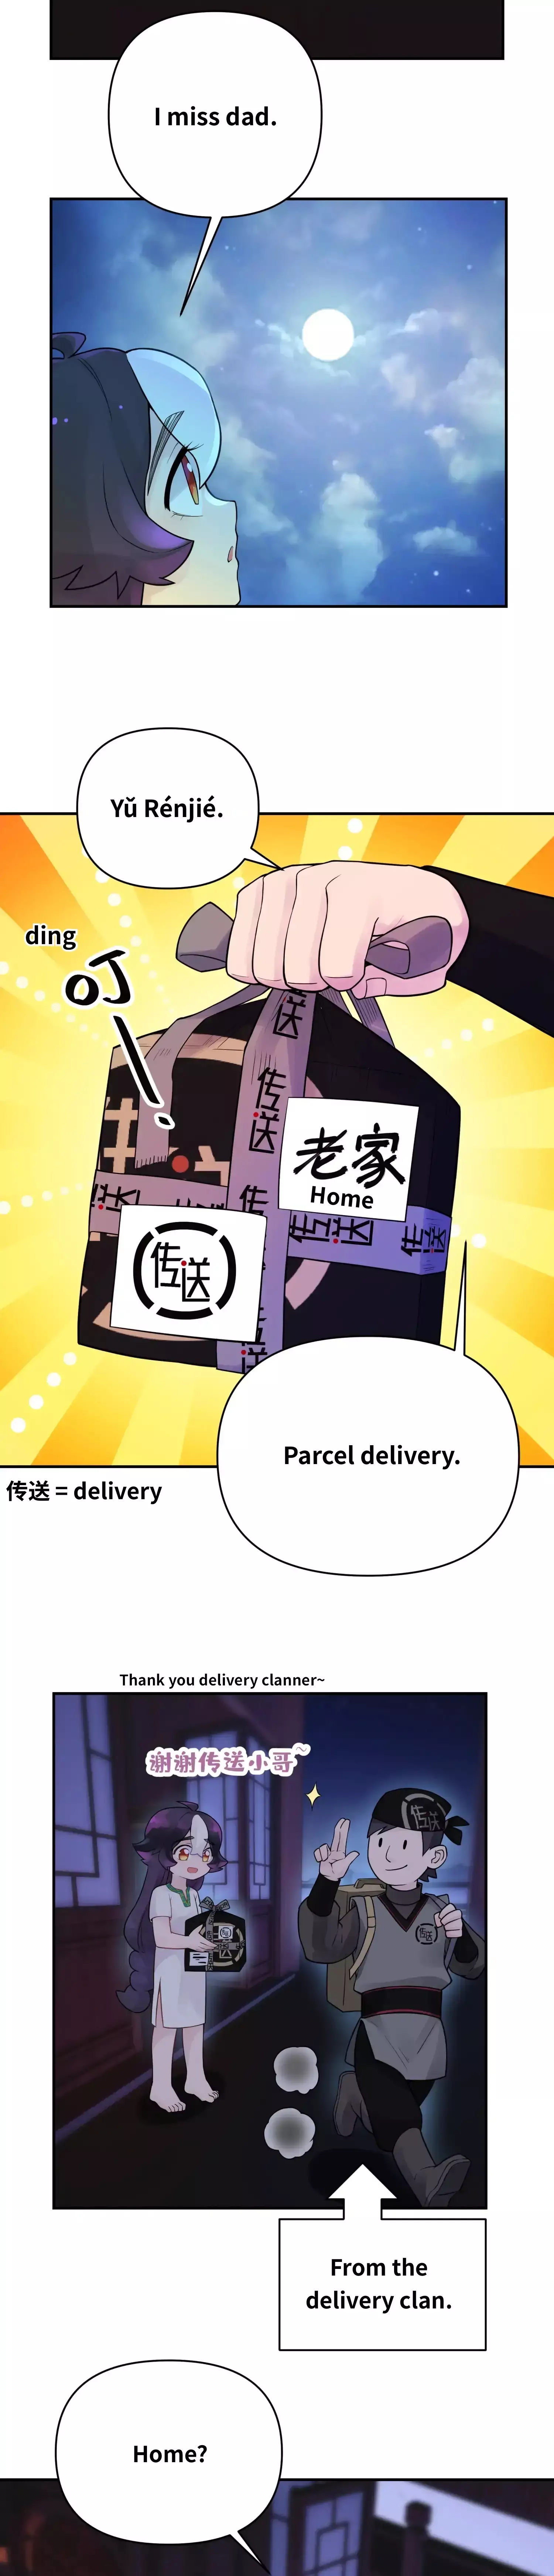 I miss dad.
Yǔ Rénjié.
ding
叮
送
传送
老家
Home
传送
传送
传送
传送
Parcel delivery.
传送 = delivery
Thank you delivery clanner~
谢谢传送小哥~
传送
传送
From the
delivery clan.
Home?